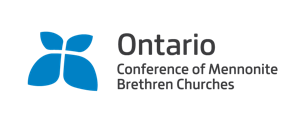 Ontario
Conference of Mennonite
Brethren Churches